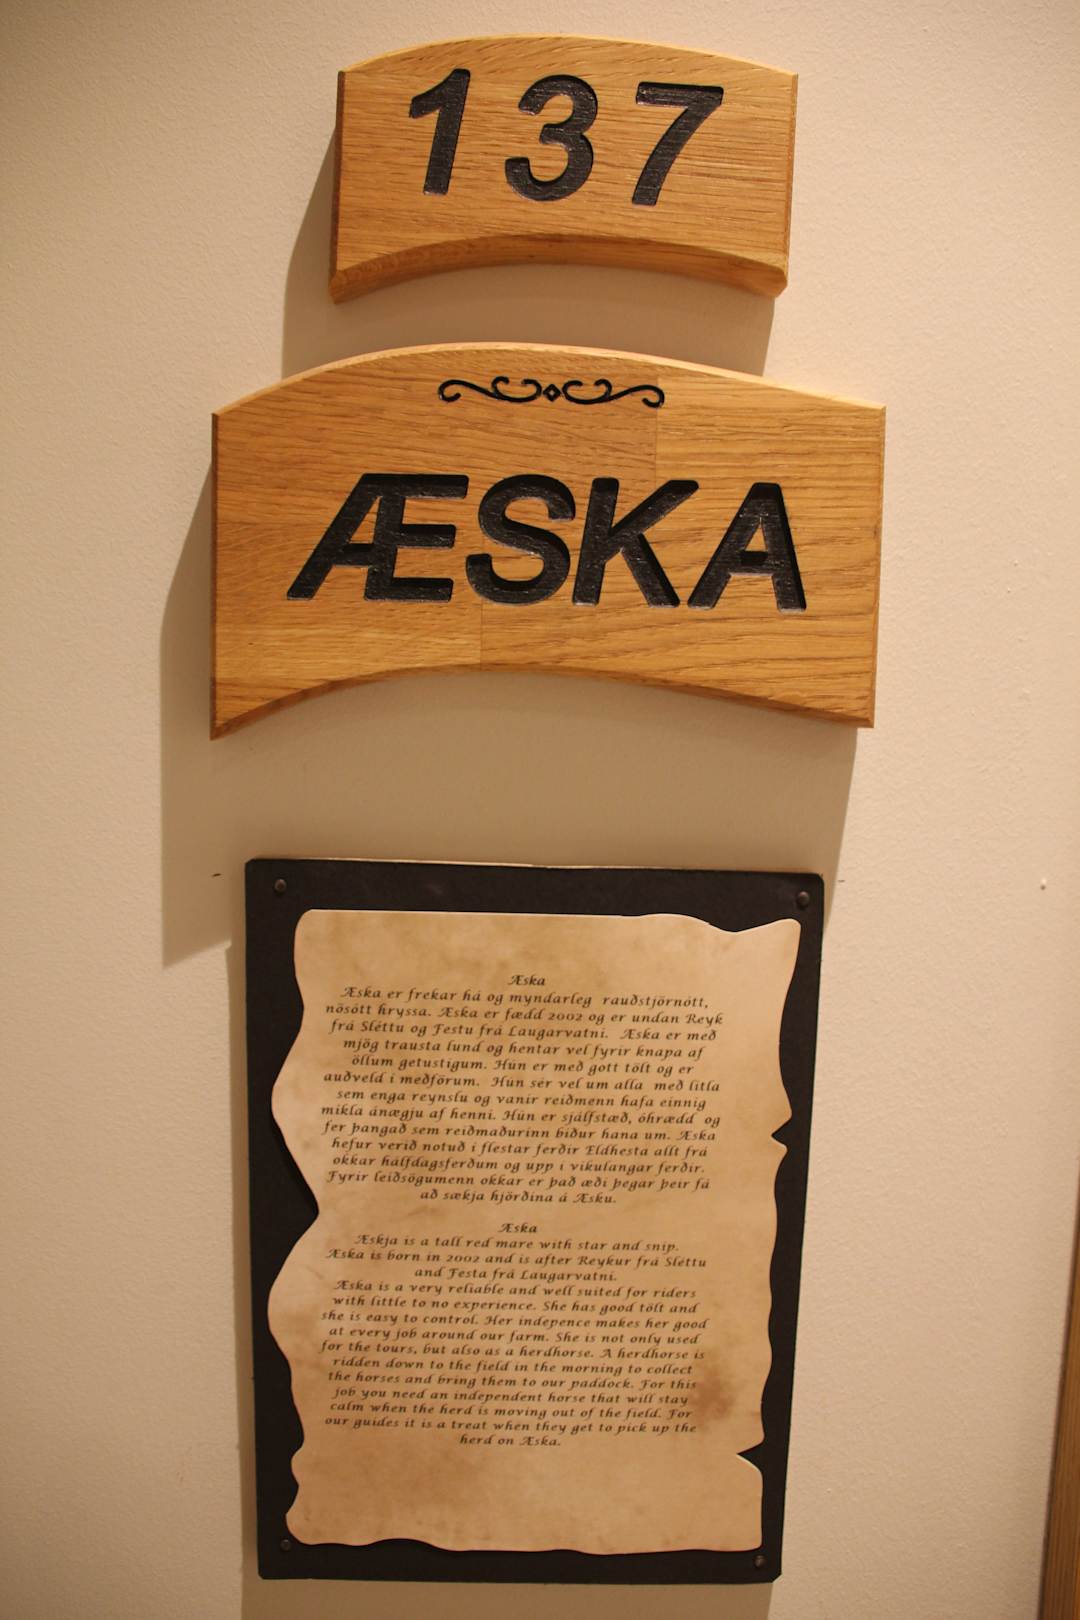 137
ÆSKA
Æska
Æska er frekar há og myndarleg rauðstjörnótt,
nösótt hryssa. Æska er fædd 2002 og er undan Reyk
frá Sléttu og Festu frá Laugarvatni. Æska er með
mjög trausta lund og hentar vel fyrir knapa af
öllum getustigum. Hún er með gott tölt og er
auðveld í meðförum. Hún sér vel um alla með litla
sem enga reynslu og vanir reiðmenn hafa einnig
mikla ánægju af henni. Hún er sjálfstæð, óhrædd og
fer þangað sem reiðmaðurinn biður hana um. Æska
hefur verið notuð í flestar ferðir Eldhesta allt frá
okkar hálfdagsferðum og upp í vikulangar ferðir.
Fyrir leiðsögumenn okkar er það æði þegar þeir fá
að sækja hjörðina á Æsku.
Æska
Æskja is a tall red mare with star and snip.
Æska is born in 2002 and is after Reykur frá Sléttu
and Festa frá Laugarvatni.
Æska is a very reliable and well suited for riders
with little to no experience. She has good tölt and
she is easy to control. Her indepence makes her good
at every job around our farm. She is not only used
for the tours, but also as a herdhorse. A herdhorse is
ridden down to the field in the morning to collect
the horses and bring them to our paddock. For this
job you need an independent horse that will stay
calm when the herd is moving out of the field. For
our guides it is a treat when they get to pick up the
herd on Æska.